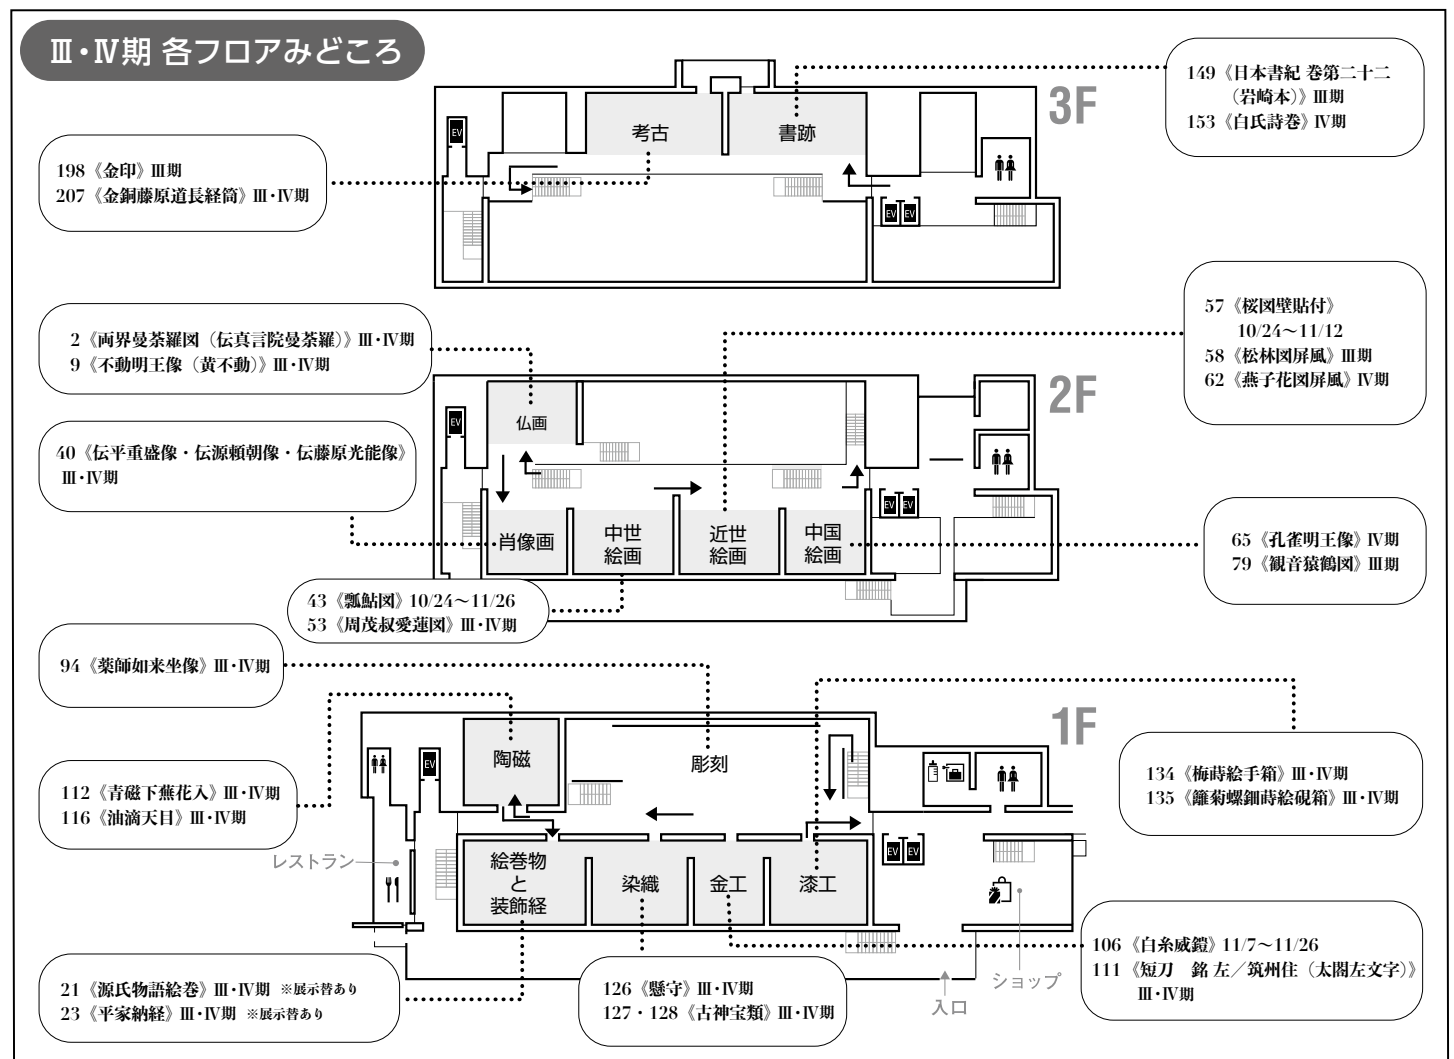 Ⅲ・Ⅳ期 各フロアみどころ
3F
149《日本書紀 巻第二十二
（岩崎本）》Ⅲ期
153《白氏詩巻》Ⅳ期
198《金印》Ⅲ期
207《金銅藤原道長経筒》Ⅲ・Ⅳ期
考古
書跡
EV
EV
EV
2F
2《両界曼荼羅図（伝真言院曼荼羅）》Ⅲ・Ⅳ期
9《不動明王像（黄不動）》Ⅲ・Ⅳ期
57《桜図壁貼付》
10/24～11/12
58《松林図屏風》Ⅲ期
62《燕子花図屏風》Ⅳ期
40《伝平重盛像・伝源頼朝像・伝藤原光能像》
Ⅲ・Ⅳ期
仏画
EV
EV
EV
肖像画
中世
絵画
近世
絵画
中国
絵画
65《孔雀明王像》Ⅳ期
79《観音猿鶴図》Ⅲ期
43《瓢鮎図》10/24～11/26
53《周茂叔愛蓮図》Ⅲ・Ⅳ期
1F
94《薬師如来坐像》Ⅲ・Ⅳ期
112《青磁下蕪花入》Ⅲ・Ⅳ期
116《油滴天目》Ⅲ・Ⅳ期
134《梅蒔絵手箱》Ⅲ・Ⅳ期
135《籬菊螺鈿蒔絵硯箱》Ⅲ・Ⅳ期
陶磁
彫刻
EV
EV
EV
レストラン
絵巻物
と
装飾経
染織
金工
漆工
ショップ
入口
106《白糸威鎧》11/7～11/26
111《短刀　銘 左／筑州住（太閤左文字）》
Ⅲ・Ⅳ期
21《源氏物語絵巻》Ⅲ・Ⅳ期 ※展示替あり
23《平家納経》Ⅲ・Ⅳ期 ※展示替あり
126《懸守》Ⅲ・Ⅳ期
127・128《古神宝類》Ⅲ・Ⅳ期